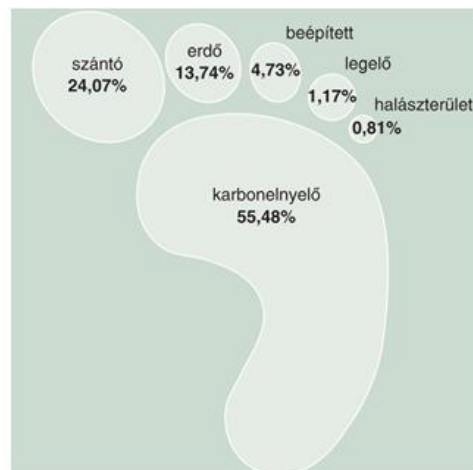 szántó
24,07%
erdő
13,74%
beépített
4,73%
legelő
1,17%
halászterület
0,81%
karbonelnyelő
55,48%